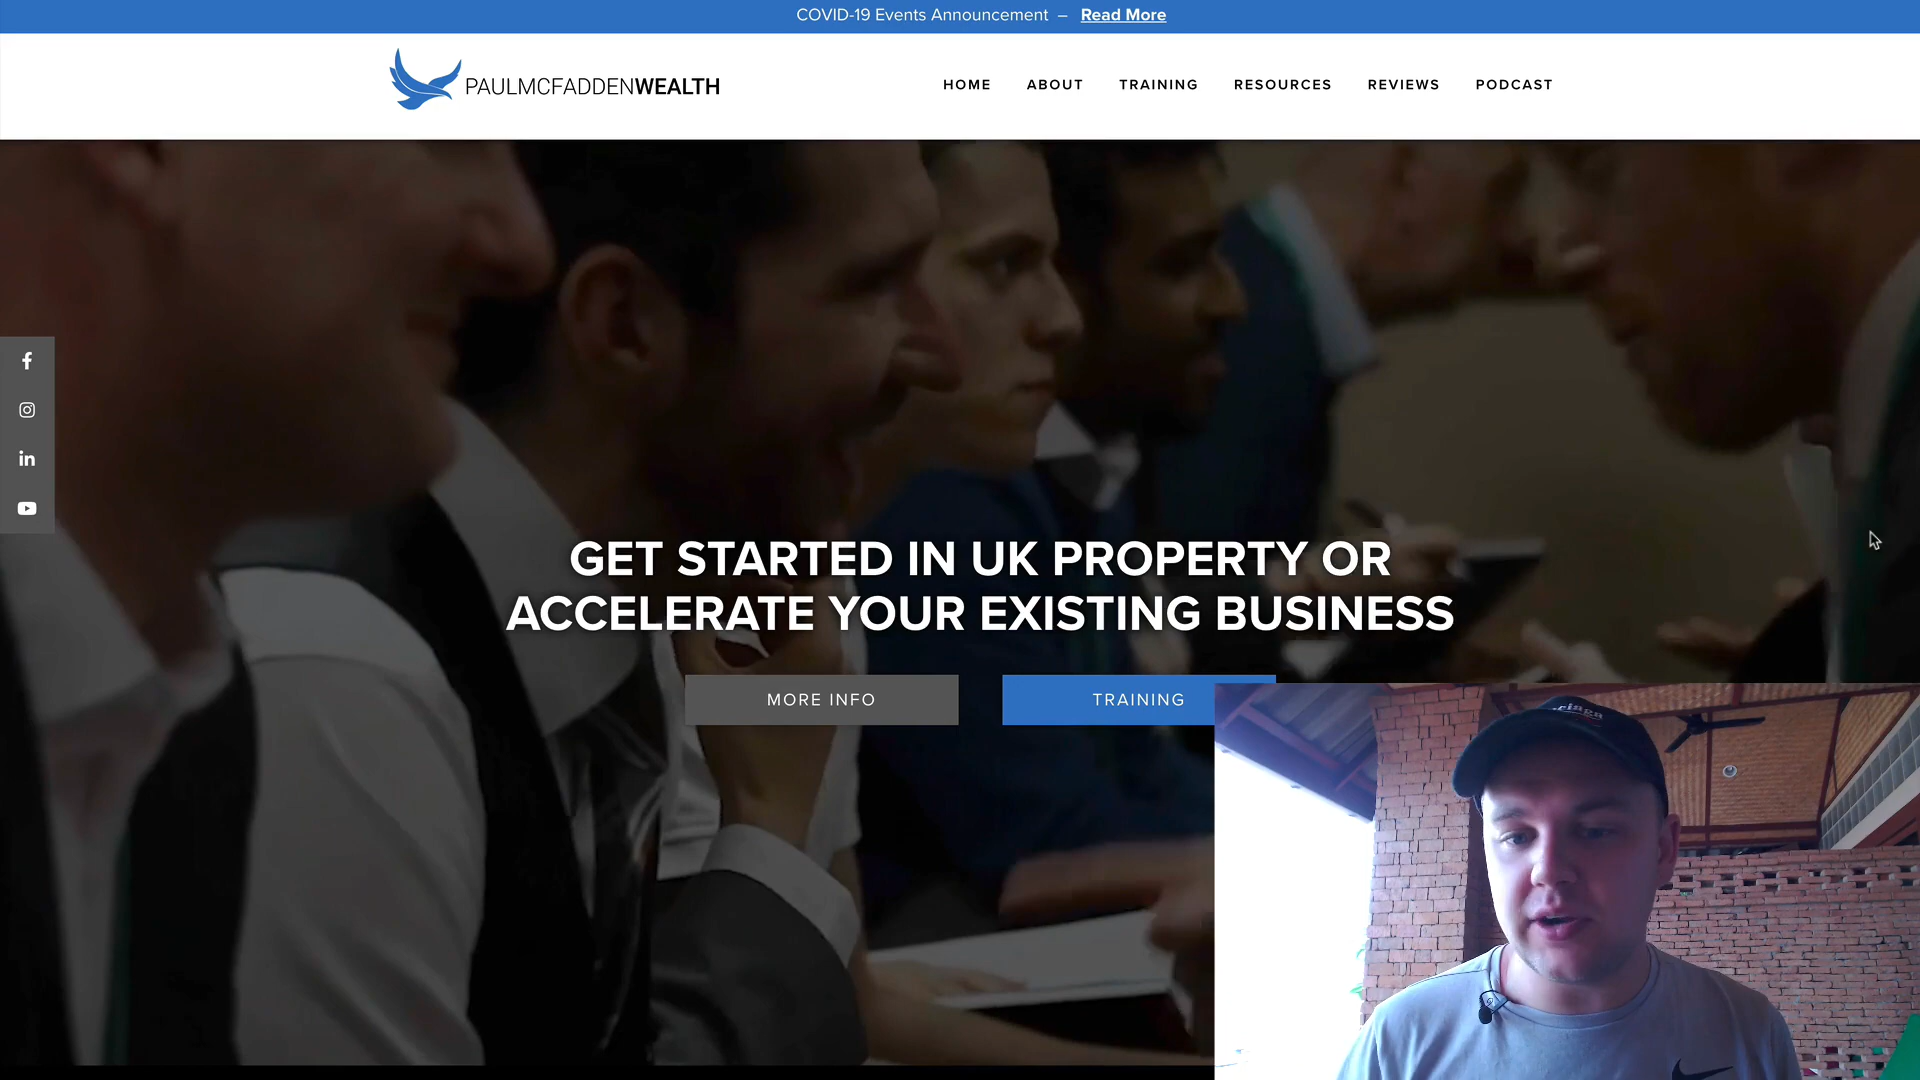 COVID-19 Events Announcement – Read More
PAULMCFADDENWEALTH
HOME ABOUT TRAINING RESOURCES REVIEWS PODCAST
GET STARTED IN UK PROPERTY OR
ACCELERATE YOUR EXISTING BUSINESS
MORE INFO TRAINING